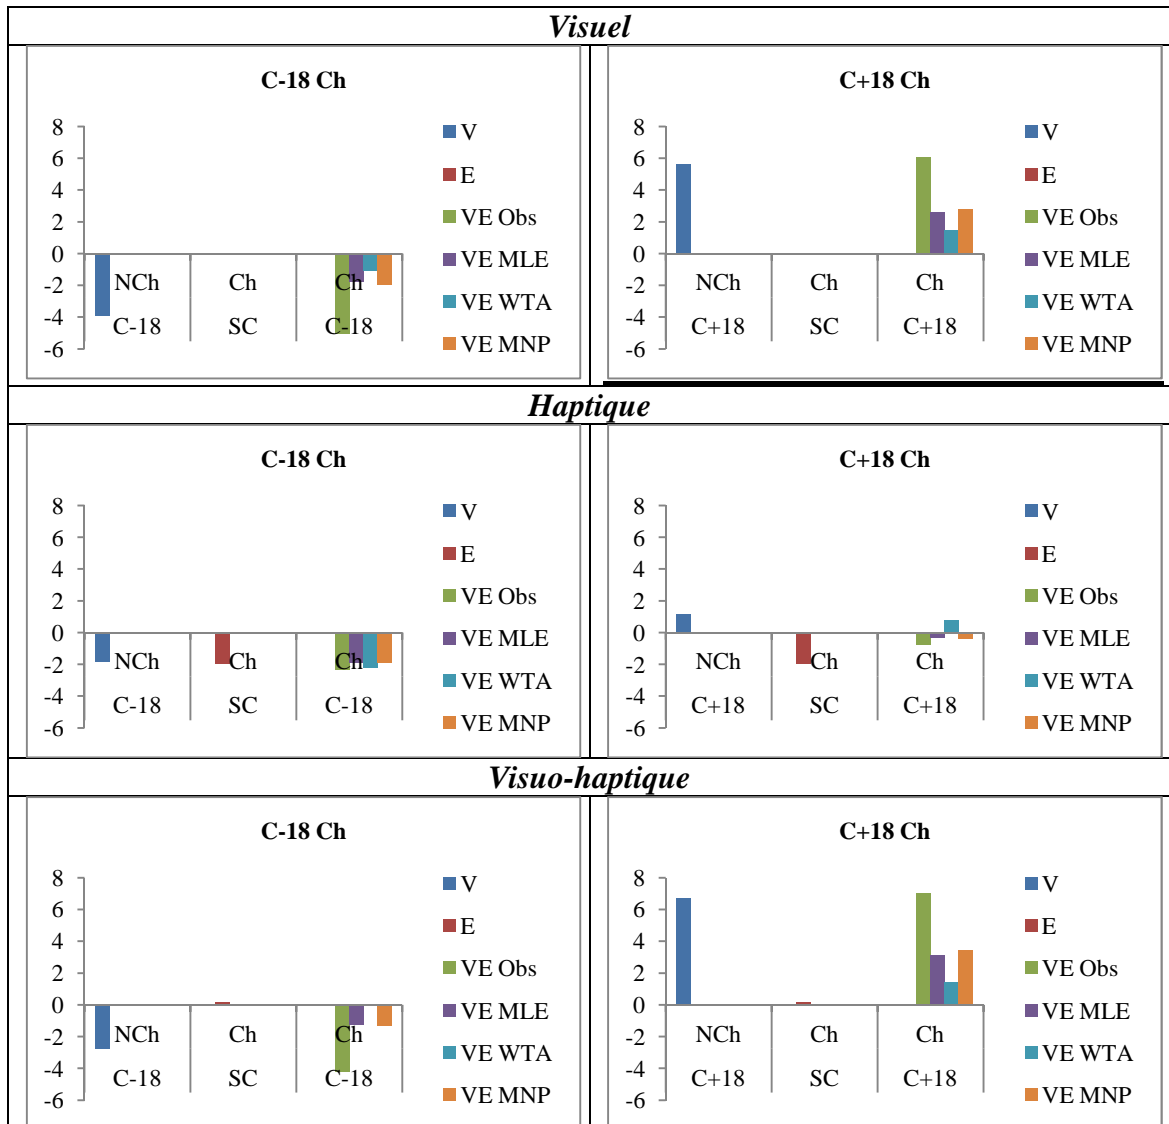 Visuel
C-18 Ch
8
6
4
2
0
-2
-4
-6
NCh Ch Ch
C-18 SC C-18
V
E
VE Obs
VE MLE
VE WTA
VE MNP
C+18 Ch
8
6
4
2
0
-2
-4
-6
NCh Ch Ch
C+18 SC C+18
V
E
VE Obs
VE MLE
VE WTA
VE MNP
Haptique
C-18 Ch
8
6
4
2
0
-2
-4
-6
NCh Ch Ch
C-18 SC C-18
V
E
VE Obs
VE MLE
VE WTA
VE MNP
C+18 Ch
8
6
4
2
0
-2
-4
-6
NCh Ch Ch
C+18 SC C+18
V
E
VE Obs
VE MLE
VE WTA
VE MNP
Visuo-haptique
C-18 Ch
8
6
4
2
0
-2
-4
-6
NCh Ch Ch
C-18 SC C-18
V
E
VE Obs
VE MLE
VE WTA
VE MNP
C+18 Ch
8
6
4
2
0
-2
-4
-6
NCh Ch Ch
C+18 SC C+18
V
E
VE Obs
VE MLE
VE WTA
VE MNP